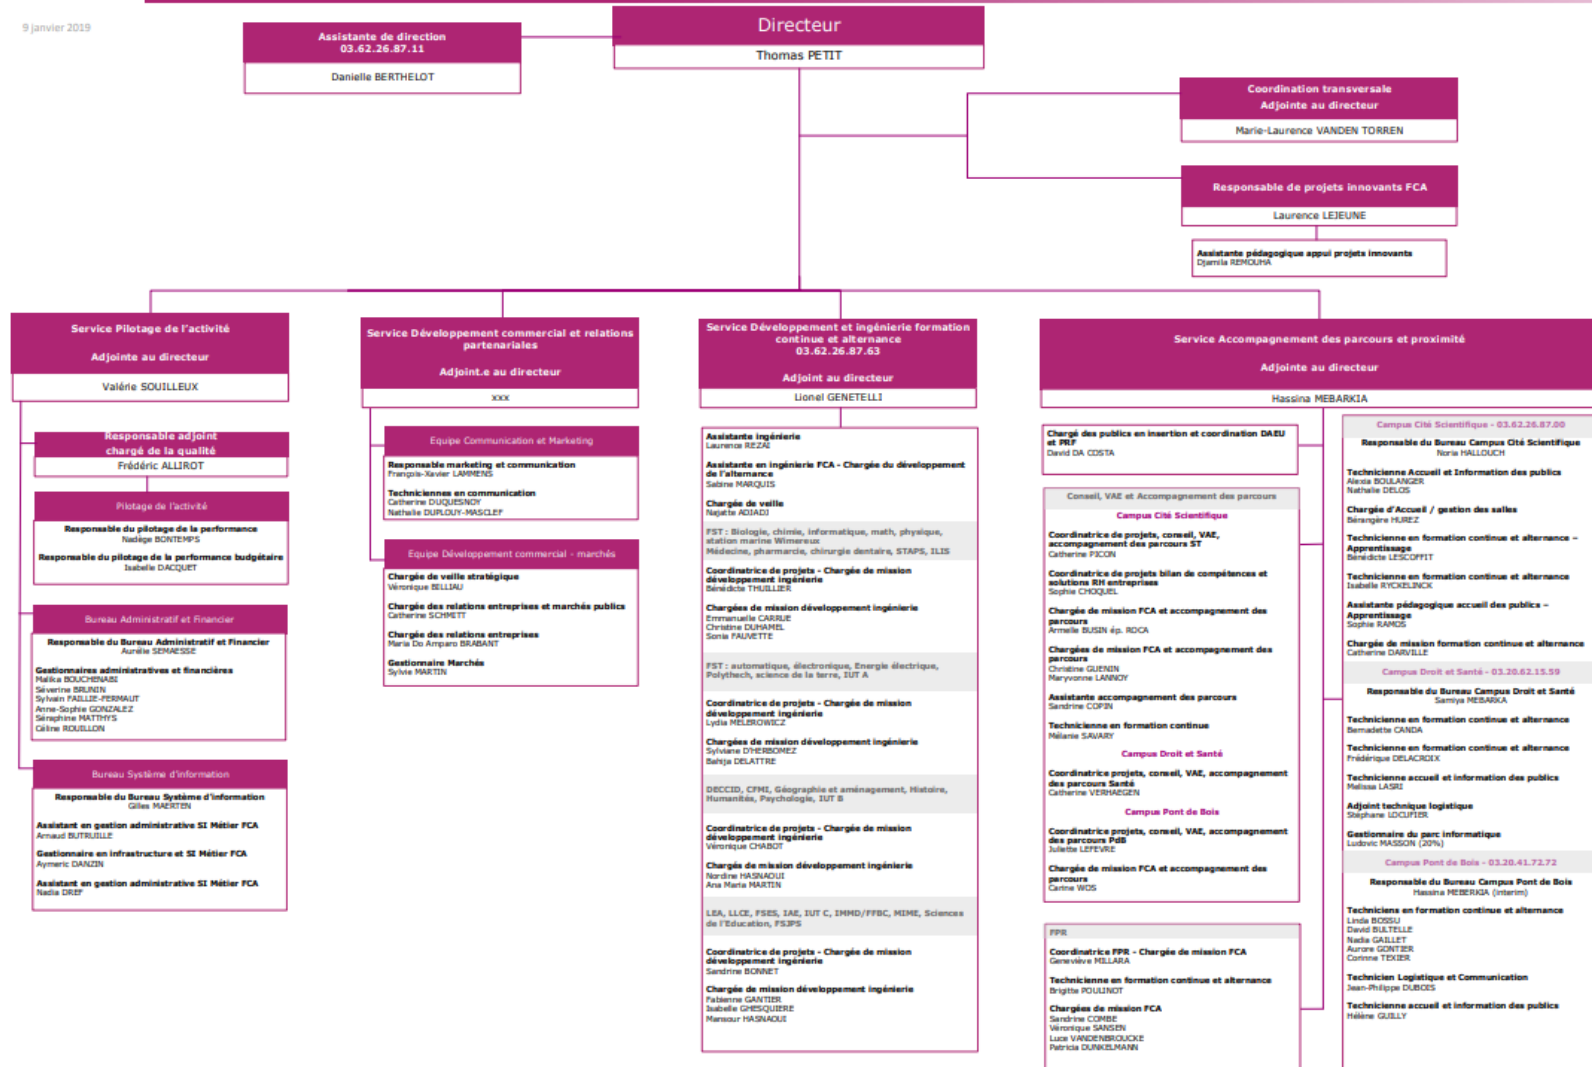 9 janvier 2019
Directeur
Thomas PETIT
Assistante de direction
03.62.26.87.11
Danielle BERTHELOT
Coordination transversale
Adjointe au directeur
Marie-Laurence VANDEN TORREN
Responsable de projets innovants FCA
Laurence LEJEUNE
Assistante pédagogique appui projets innovants
Djamila REMOUHA
Service Pilotage de l'activité
Adjointe au directeur
Valérie SOUILLEUX
Responsable adjoint
chargé de la qualité
Frédéric ALLIROT
Pilotage de l'activité
Responsable du pilotage de la performance
Nadège BONTEMPS
Responsable du pilotage de la performance budgétaire
Isabelle DACQUET
Bureau Administratif et Financier
Responsable du Bureau Administratif et Financier
Aurélie SEMAESSE
Gestionnaires administratives et financières
Malika BOUCHENABI
Séverine BRUNIN
Sylvain FAILLIE-FERMAUT
Anne-Sophie GONZALEZ
Séraphine MATTHYS
Céline ROUILLON
Bureau Système d'information
Responsable du Bureau Système d'information
Gilles MAERTEN
Assistant en gestion administrative SI Métier FCA
Arnaud BUTRUILLE
Gestionnaire en infrastructure et SI Métier FCA
Aymeric DANZIN
Assistant en gestion administrative SI Métier FCA
Nadia DREF
Service Développement commercial et relations
partenariales
Adjoint.e au directeur
xxx
Equipe Communication et Marketing
Responsable marketing et communication
François-Xavier LAMMENS
Techniciennes en communication
Catherine DUQUESNOY
Nathalie DUPLOUY-MASCLEF
Equipe Développement commercial - marchés
Chargée de veille stratégique
Véronique BELLIAU
Chargée des relations entreprises et marchés publics
Catherine SCHMITT
Chargée des relations entreprises
Maria Do Amparo BRABANT
Gestionnaire Marchés
Sylvie MARTIN
Service Développement et ingénierie formation
continue et alternance
03.62.26.87.63
Adjoint au directeur
Lionel GENETELLI
Assistante ingénierie
Laurence REZAI
Assistante en ingénierie FCA - Chargée du développement
de l'alternance
Sabine MARQUIS
Chargée de veille
Najatte ADJADJ
FST : Biologie, chimie, informatique, math, physique,
station marine Wimereux
Médecine, pharmarcie, chirurgie dentaire, STAPS, ILIS
Coordinatrice de projets - Chargée de mission
développement ingénierie
Bénédicte THUILLIER
Chargées de mission développement ingénierie
Emmanuelle CARRUE
Christine DUHAMEL
Sonia FAUVETTE
FST : automatique, électronique, Energie électrique,
Polythech, science de la terre, IUT A
Coordinatrice de projets - Chargée de mission
développement ingénierie
Lydia MELEROWICZ
Chargées de mission développement ingénierie
Sylviane D'HERBOMEZ
Bahija DELATTRE
DECCID, CFMI, Géographie et aménagement, Histoire,
Humanités, Psychologie, IUT B
Coordinatrice de projets - Chargée de mission
développement ingénierie
Véronique CHABOT
Chargés de mission développement ingénierie
Nordine HASNAOUI
Ana Maria MARTIN
LEA, LLCE, FSES, IAE, IUT C, IMMD/FFBC, MIME, Sciences
de l'Education, FSJPS
Coordinatrice de projets - Chargée de mission
développement ingénierie
Sandrine BONNET
Chargés de mission développement ingénierie
Fabienne GANTIER
Isabelle GHESQUIERE
Mansour HASNAOUI
Service Accompagnement des parcours et proximité
Adjointe au directeur
Hassina MEBARKIA
Chargé des publics en insertion et coordination DAEU
et PRF
David DA COSTA
Conseil, VAE et Accompagnement des parcours
Campus Cité Scientifique
Coordinatrice de projets, conseil, VAE,
accompagnement des parcours ST
Catherine PICON
Coordinatrice de projets bilan de compétences et
solutions RH entreprises
Sophie CHOQUEL
Chargée de mission FCA et accompagnement des
parcours
Armelle BUSIN ép. ROCA
Chargées de mission FCA et accompagnement des
parcours
Christine GUENIN
Maryvonne LANNOY
Assistante accompagnement des parcours
Sandrine COPIN
Technicienne en formation continue
Mélanie SAVARY
Campus Droit et Santé
Coordinatrice projets, conseil, VAE, accompagnement
des parcours Santé
Catherine VERHAEGEN
Campus Pont de Bois
Coordinatrice projets, conseil, VAE, accompagnement
des parcours PdB
Juliette LEFEVRE
Chargée de mission FCA et accompagnement des
parcours
Carine WOS
FPR
Coordinatrice FPR - Chargée de mission FCA
Geneviève MILLARA
Technicienne en formation continue et alternance
Brigitte POULINOT
Chargées de mission FCA
Sandrine COMBE
Véronique SANSEN
Luce VANDENBROUCKE
Patricia DUNKELMANN
Campus Cité Scientifique - 03.62.26.87.00
Responsable du Bureau Campus Cité Scientifique
Noria HALLOUCH
Technicienne Accueil et Information des publics
Alexia BOULANGER
Nathalie DELOS
Chargée d'Accueil / gestion des salles
Bérangère HUREZ
Technicienne en formation continue et alternance –
Apprentissage
Bénédicte LESCOFFIT
Technicienne en formation continue et alternance
Isabelle RYCKELINCK
Assistante pédagogique accueil des publics –
Apprentissage
Sophie RAMOS
Chargée de mission formation continue et alternance
Catherine DARVILLE
Campus Droit et Santé - 03.20.62.15.59
Responsable du Bureau Campus Droit et Santé
Samiya MEBARKA
Technicienne en formation continue et alternance
Bernadette CANDA
Technicienne en formation continue et alternance
Frédérique DELACROIX
Technicienne accueil et information des publics
Melissa LASRI
Adjoint technique logistique
Stéphane LOCUFIER
Gestionnaire du parc informatique
Ludovic MASSON (20%)
Campus Pont de Bois - 03.20.41.72.72
Responsable du Bureau Campus Pont de Bois
Hassina MEBERKIA (interim)
Techniciens en formation continue et alternance
Linda BOSSU
David BULTELLE
Nadia GAILLET
Aurore GONTIER
Corinne TEXIER
Technicien Logistique et Communication
Jean-Philippe DUBOIS
Technicienne accueil et information des publics
Hélène GUILLY